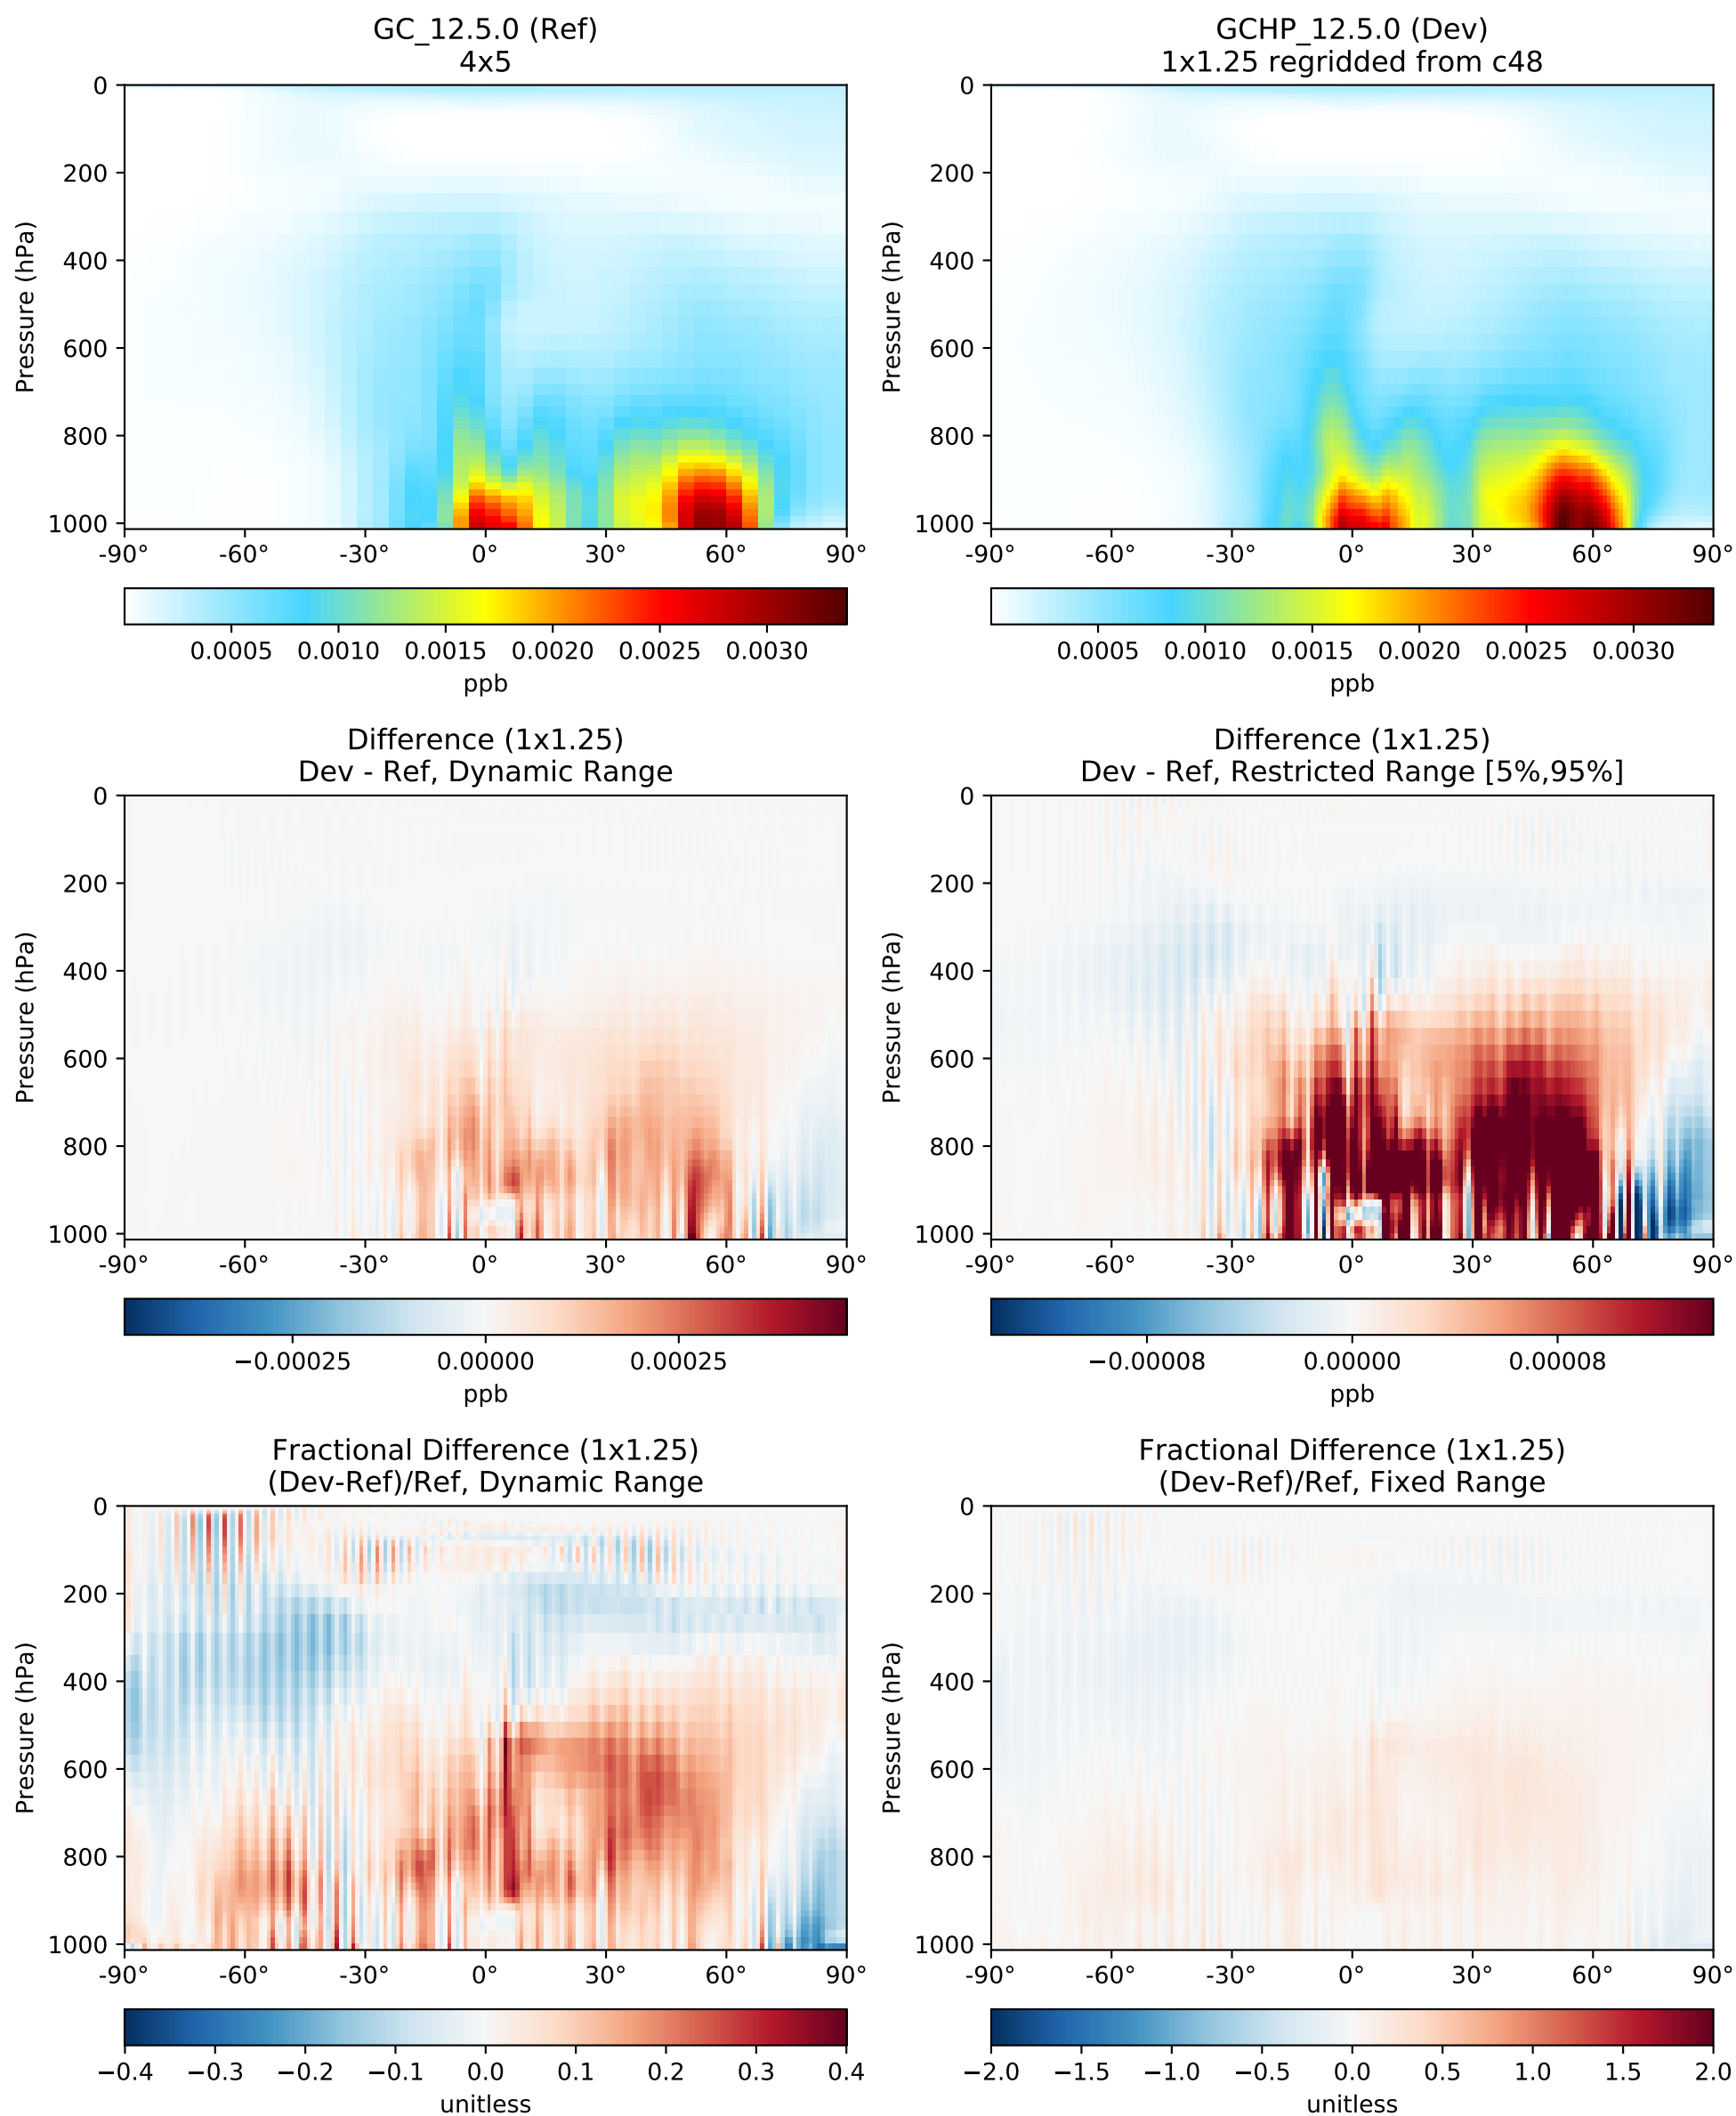 GC_12.5.0 (Ref)
4x5
Pressure (hPa)
0
200
400
600
800
1000
-90° -60° -30° 0° 30° 60° 90°
0.0005 0.0010 0.0015 0.0020 0.0025 0.0030
ppb
GCHP_12.5.0 (Dev)
1x1.25 regridded from c48
Pressure (hPa)
0
200
400
600
800
1000
-90° -60° -30° 0° 30° 60° 90°
0.0005 0.0010 0.0015 0.0020 0.0025 0.0030
ppb
Difference (1x1.25)
Dev - Ref, Dynamic Range
Pressure (hPa)
0
200
400
600
800
1000
-90° -60° -30° 0° 30° 60° 90°
−0.00025 0.00000 0.00025
ppb
Difference (1x1.25)
Dev - Ref, Restricted Range [5%,95%]
Pressure (hPa)
0
200
400
600
800
1000
-90° -60° -30° 0° 30° 60° 90°
−0.00008 0.00000 0.00008
ppb
Fractional Difference (1x1.25)
(Dev-Ref)/Ref, Dynamic Range
Pressure (hPa)
0
200
400
600
800
1000
-90° -60° -30° 0° 30° 60° 90°
−0.4 −0.3 −0.2 −0.1 0.0 0.1 0.2 0.3 0.4
unitless
Fractional Difference (1x1.25)
(Dev-Ref)/Ref, Fixed Range
Pressure (hPa)
0
200
400
600
800
1000
-90° -60° -30° 0° 30° 60° 90°
−2.0 −1.5 −1.0 −0.5 0.0 0.5 1.0 1.5 2.0
unitless